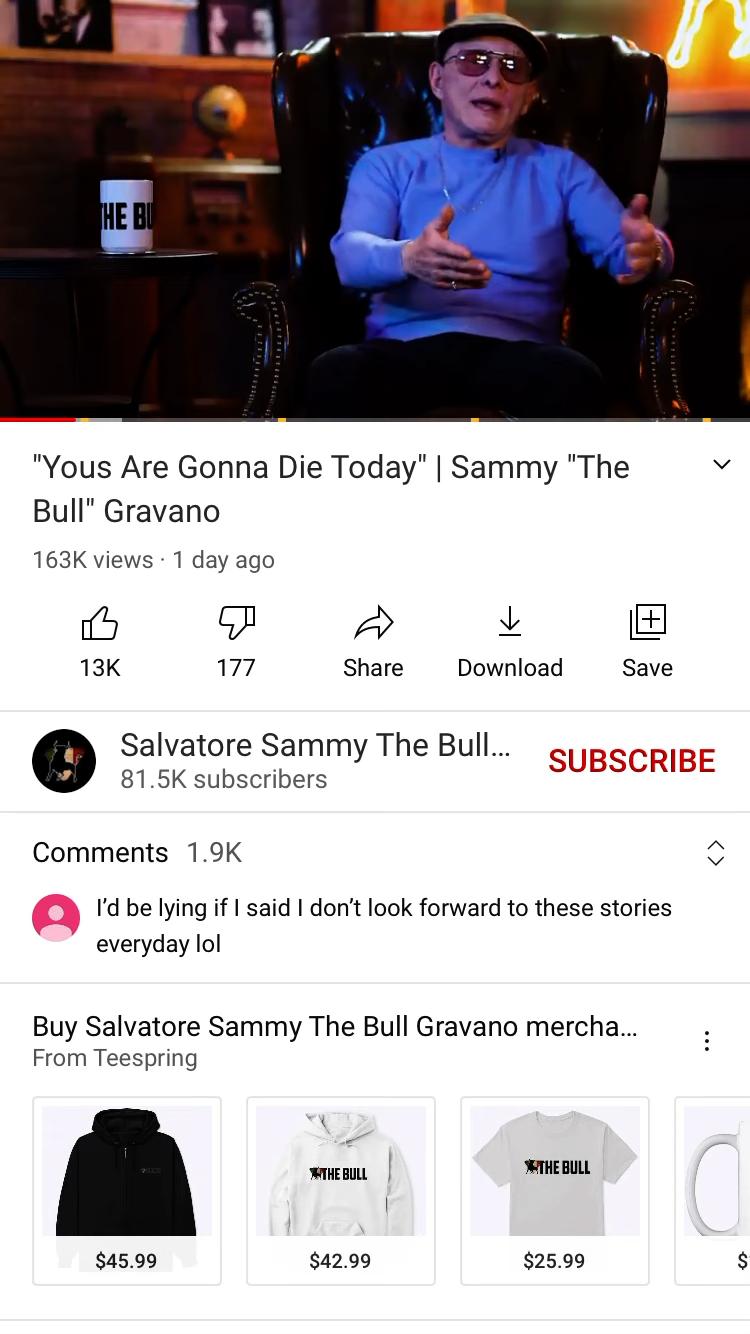 THE BU
"Yous Are Gonna Die Today" | Sammy "The
Bull" Gravano
163K views · 1 day ago
13K
177
Share
Download
Save
Salvatore Sammy The Bull...
81.5K subscribers
SUBSCRIBE
Comments 1.9K
I’d be lying if I said I don’t look forward to these stories
everyday lol
Buy Salvatore Sammy The Bull Gravano mercha...
From Teespring
THE BULL
THE BULL
$45.99
$42.99
$25.99